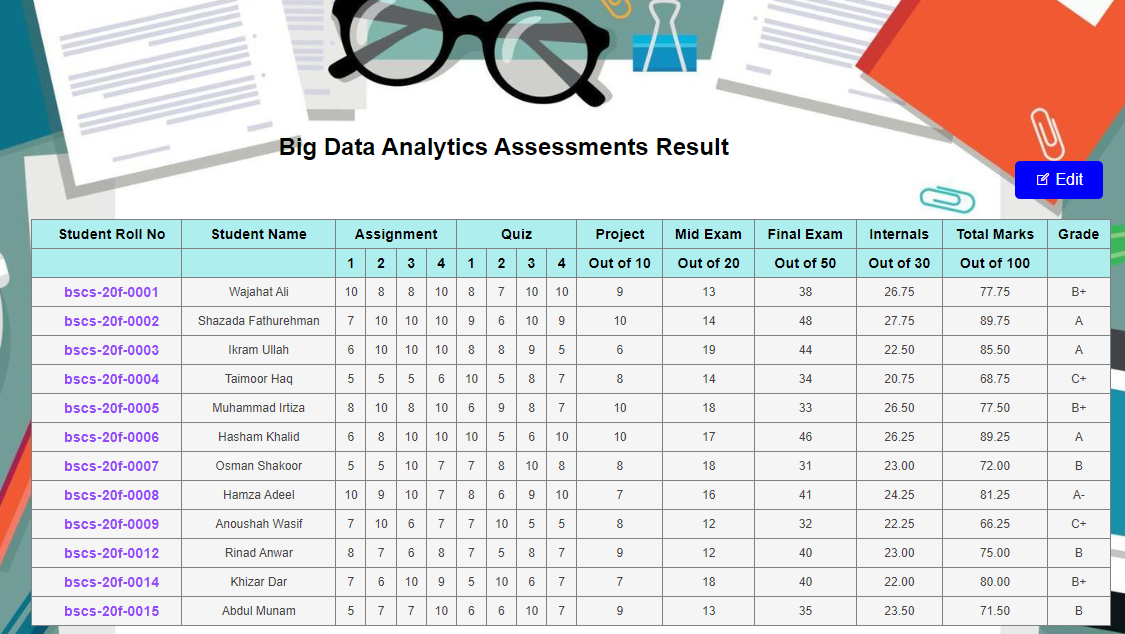 Big Data Analytics Assessments Result
Edit
Student Roll No Student Name Assignment Quiz Project Mid Exam Final Exam Internals Total Marks Grade
1 2 3 4 1 2 3 4 Out of 10 Out of 20 Out of 50 Out of 30 Out of 100
bscs-20f-0001 Wajahat Ali 10 8 8 10 8 7 10 10 9 13 38 26.75 77.75 B+
bscs-20f-0002 Shazada Fathurehman 7 10 10 10 9 6 10 9 10 14 48 27.75 89.75 A
bscs-20f-0003 Ikram Ullah 6 10 10 10 8 8 9 5 6 19 44 22.50 85.50 A
bscs-20f-0004 Taimoor Haq 5 5 5 6 10 5 8 7 8 14 34 20.75 68.75 C+
bscs-20f-0005 Muhammad Irtiza 8 10 8 10 6 9 8 7 10 18 33 26.50 77.50 B+
bscs-20f-0006 Hasham Khalid 6 8 10 10 10 5 6 10 10 17 46 26.25 89.25 A
bscs-20f-0007 Osman Shakoor 5 5 10 7 7 8 10 8 8 18 31 23.00 72.00 B
bscs-20f-0008 Hamza Adeel 10 9 10 7 8 6 9 10 7 16 41 24.25 81.25 A-
bscs-20f-0009 Anoushah Wasif 7 10 6 7 7 10 5 5 8 12 32 22.25 66.25 C+
bscs-20f-0012 Rinad Anwar 8 7 6 8 7 5 8 7 9 12 40 23.00 75.00 B
bscs-20f-0014 Khizar Dar 7 6 10 9 5 10 6 7 7 18 40 22.00 80.00 B+
bscs-20f-0015 Abdul Munam 5 7 7 10 6 6 10 7 9 13 35 23.50 71.50 B